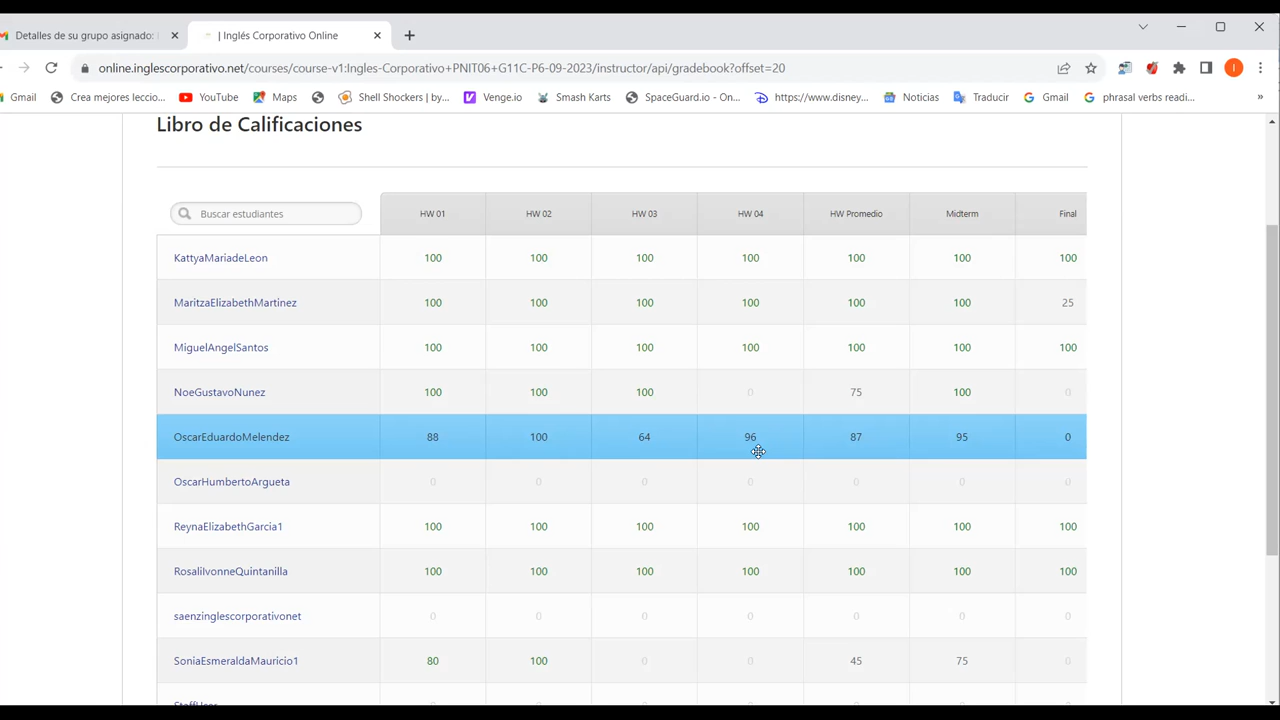 Detalles de su grupo asignado:
| Inglés Corporativo Online
online.inglescorporativo.net/courses/course-v1:Ingles-Corporativo+PNIT06+G11C-P6-09-2023/instructor/api/gradebook?offset=20
I
Gmail Crea mejores leccio... YouTube Maps Shell Shockers | by... Venge.io Smash Karts SpaceGuard.io - On... https://www.disney... Noticias Traducir Gmail phrasal verbs readi... »
Libro de Calificaciones
Buscar estudiantes HW 01 HW 02 HW 03 HW 04 HW Promedio Midterm Final
KattyaMariadeLeon 100 100 100 100 100 100 100
MaritzaElizabethMartinez 100 100 100 100 100 100 25
MiguelAngelSantos 100 100 100 100 100 100 100
NoeGustavoNunez 100 100 100 0 75 100 0
OscarEduardoMelendez 88 100 64 96 87 95 0
OscarHumbertoArgueta 0 0 0 0 0 0 0
ReynaElizabethGarcia1 100 100 100 100 100 100 100
RosaliIvonneQuintanilla 100 100 100 100 100 100 100
saenzinglescorporativonet 0 0 0 0 0 0 0
SoniaEsmeraldaMauricio1 80 100 0 0 45 75 0